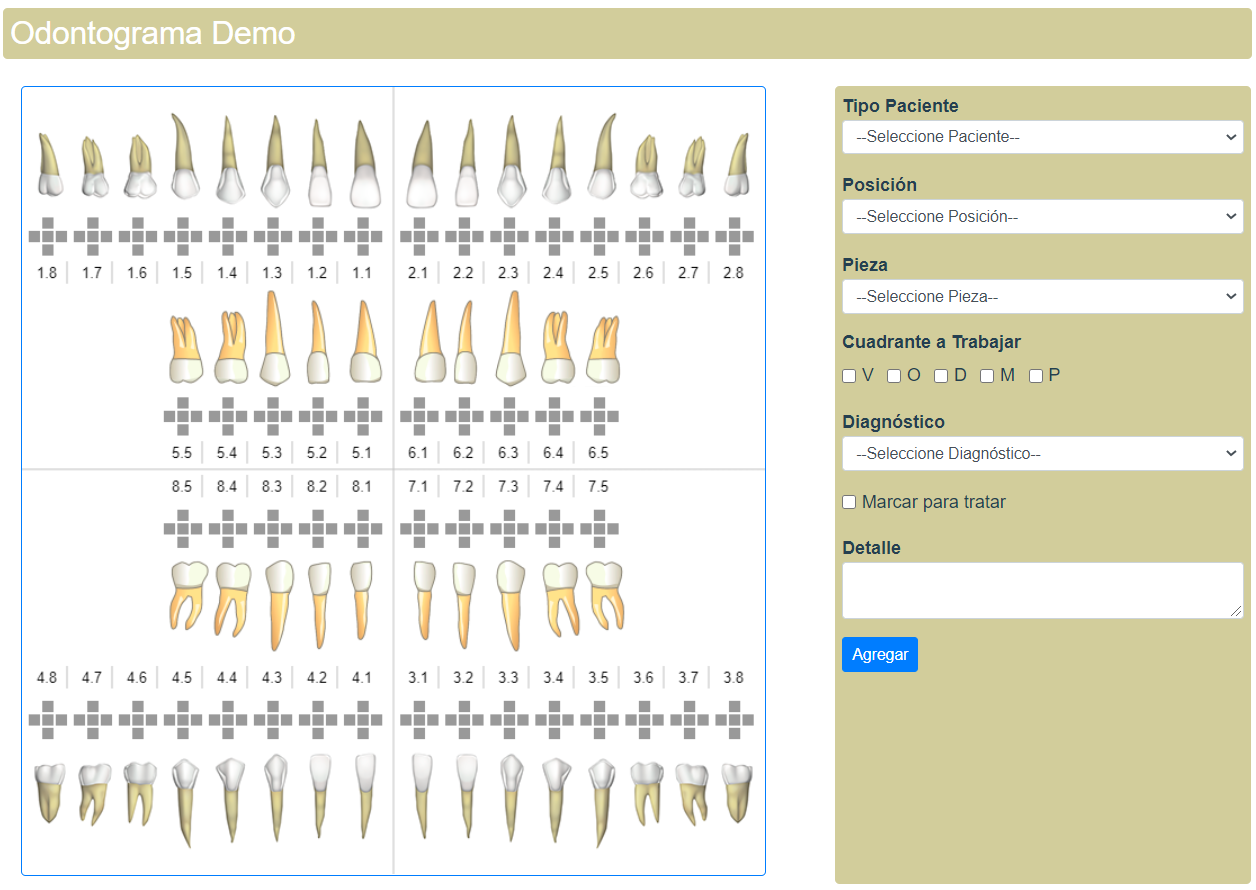 Odontograma Demo
1.8 1.7 1.6 1.5 1.4 1.3 1.2 1.1 2.1 2.2 2.3 2.4 2.5 2.6 2.7 2.8
5.5 5.4 5.3 5.2 5.1 6.1 6.2 6.3 6.4 6.5
8.5 8.4 8.3 8.2 8.1 7.1 7.2 7.3 7.4 7.5
4.8 4.7 4.6 4.5 4.4 4.3 4.2 4.1 3.1 3.2 3.3 3.4 3.5 3.6 3.7 3.8
Tipo Paciente
--Seleccione Paciente--
Posición
--Seleccione Posición--
Pieza
--Seleccione Pieza--
Cuadrante a Trabajar
V O D M P
Diagnóstico
--Seleccione Diagnóstico--
Marcar para tratar
Detalle
Agregar